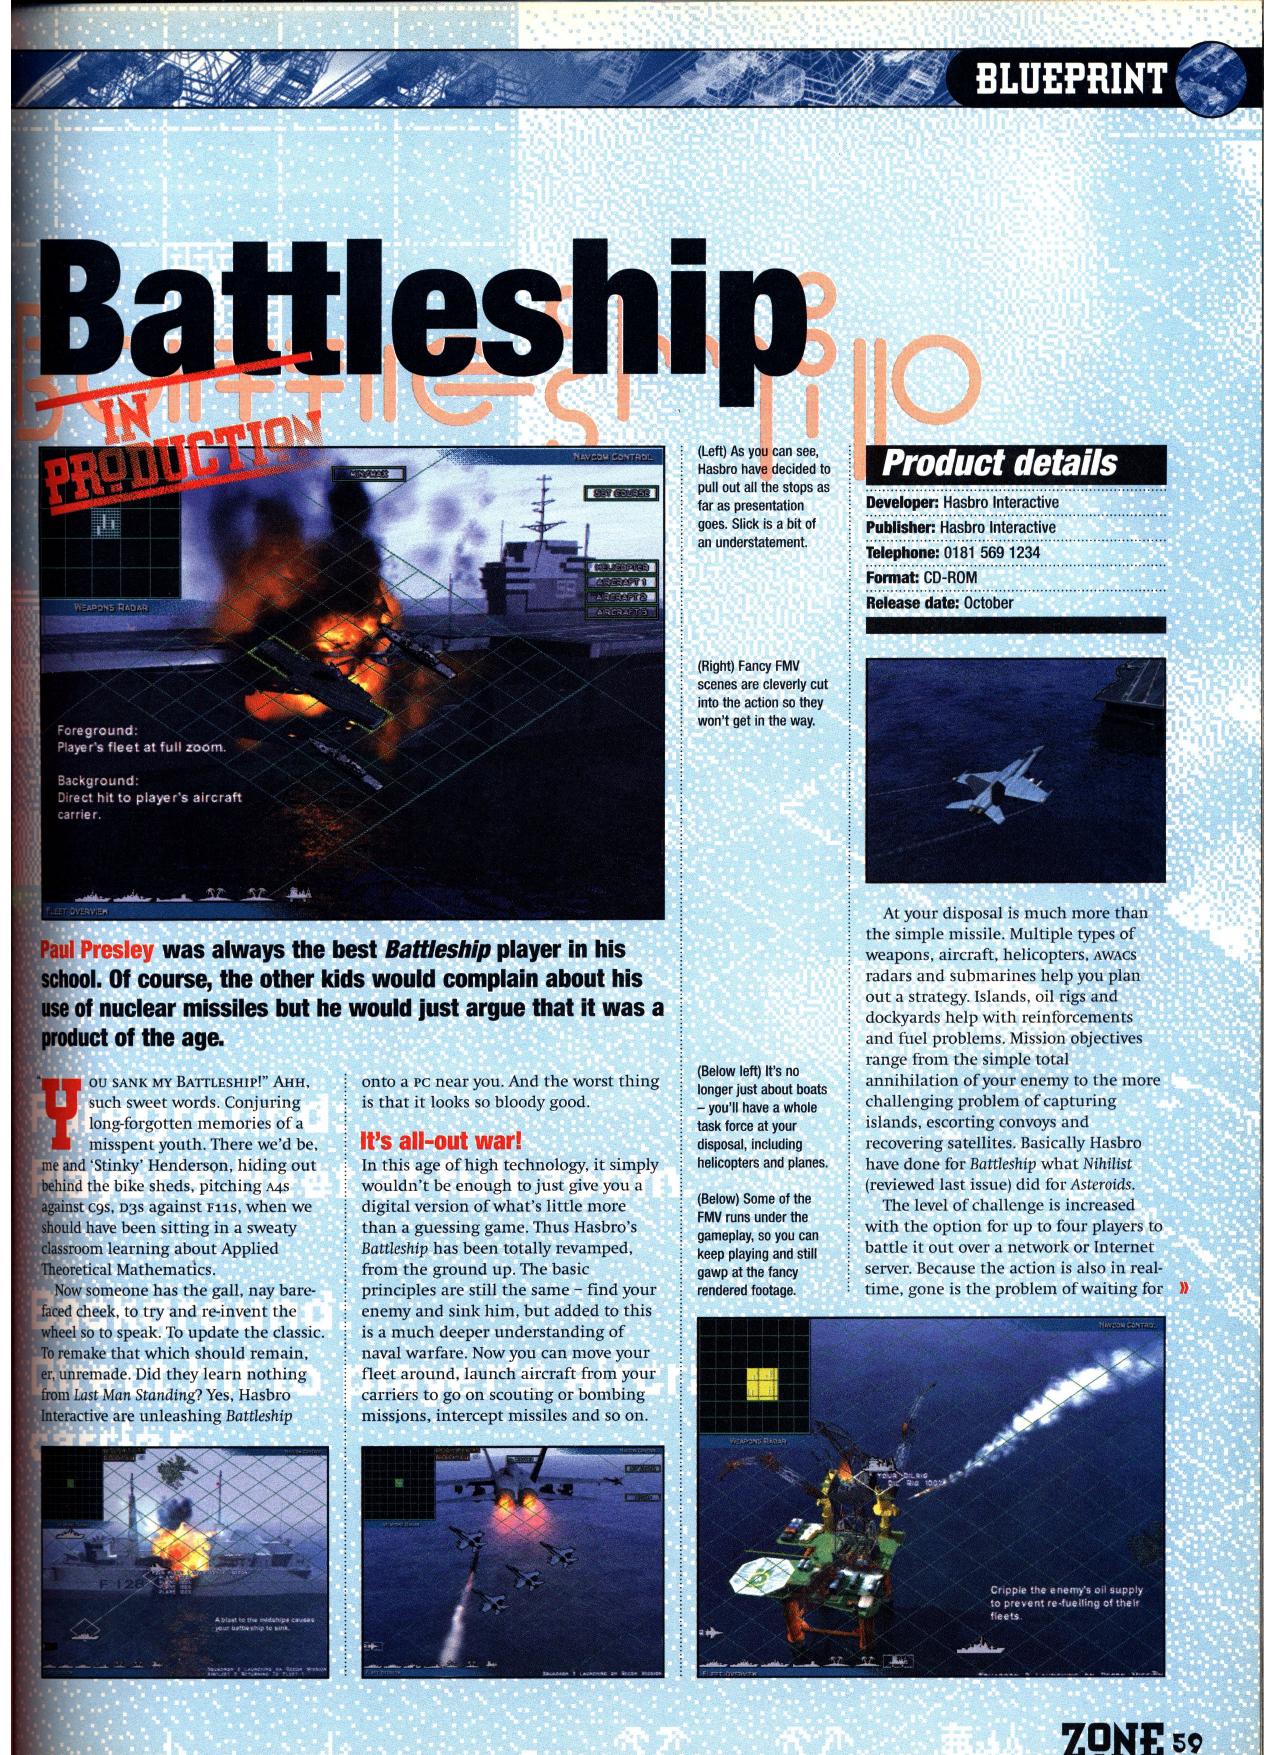 BLUEPRINT
Battleship
IN
PRODUCTION
NAVCOM CONTROL
SET COURSE
HELICOPTER
AIRCRAFT 1
AIRCRAFT 2
AIRCRAFT 3
WEAPONS RADAR
Foreground:
Player's fleet at full zoom.
Background:
Direct hit to player's aircraft
carrier.
FLEET OVERVIEW
(Left) As you can see,
Hasbro have decided to
pull out all the stops as
far as presentation
goes. Slick is a bit of
an understatement.
(Right) Fancy FMV
scenes are cleverly cut
into the action so they
won't get in the way.
Product details
Developer: Hasbro Interactive
Publisher: Hasbro Interactive
Telephone: 0181 569 1234
Format: CD-ROM
Release date: October
Paul Presley was always the best Battleship player in his
school. Of course, the other kids would complain about his
use of nuclear missiles but he would just argue that it was a
product of the age.
"YOU SANK MY BATTLESHIP!" AHH,
such sweet words. Conjuring
long-forgotten memories of a
misspent youth. There we'd be,
me and 'Stinky' Henderson, hiding out
behind the bike sheds, pitching A4s
against C9s, D3s against F11s, when we
should have been sitting in a sweaty
classroom learning about Applied
Theoretical Mathematics.
Now someone has the gall, nay bare-
faced cheek, to try and re-invent the
wheel so to speak. To update the classic.
To remake that which should remain,
er, unremade. Did they learn nothing
from Last Man Standing? Yes, Hasbro
Interactive are unleashing Battleship
onto a PC near you. And the worst thing
is that it looks so bloody good.
It's all-out war!
In this age of high technology, it simply
wouldn't be enough to just give you a
digital version of what's little more
than a guessing game. Thus Hasbro's
Battleship has been totally revamped,
from the ground up. The basic
principles are still the same – find your
enemy and sink him, but added to this
is a much deeper understanding of
naval warfare. Now you can move your
fleet around, launch aircraft from your
carriers to go on scouting or bombing
missions, intercept missiles and so on.
(Below left) It's no
longer just about boats
– you'll have a whole
task force at your
disposal, including
helicopters and planes.
(Below) Some of the
FMV runs under the
gameplay, so you can
keep playing and still
gawp at the fancy
rendered footage.
At your disposal is much more than
the simple missile. Multiple types of
weapons, aircraft, helicopters, AWACS
radars and submarines help you plan
out a strategy. Islands, oil rigs and
dockyards help with reinforcements
and fuel problems. Mission objectives
range from the simple total
annihilation of your enemy to the more
challenging problem of capturing
islands, escorting convoys and
recovering satellites. Basically Hasbro
have done for Battleship what Nihilist
(reviewed last issue) did for Asteroids.
The level of challenge is increased
with the option for up to four players to
battle it out over a network or Internet
server. Because the action is also in real-
time, gone is the problem of waiting for »
F 128
A blast to the midships causes
your battleship to sink.
SQUADRON 2 LAUNCHING ON RECON MISSION
FLEET OVERVIEW
SQUADRON 2 LAUNCHING ON RECON MISSION
NAVCOM CONTROL
WEAPONS RADAR
YOUR OILRIG
OIL RIG 100%
Cripple the enemy's oil supply
to prevent re-fuelling of their
fleets.
FLEET OVERVIEW
ZONE 59